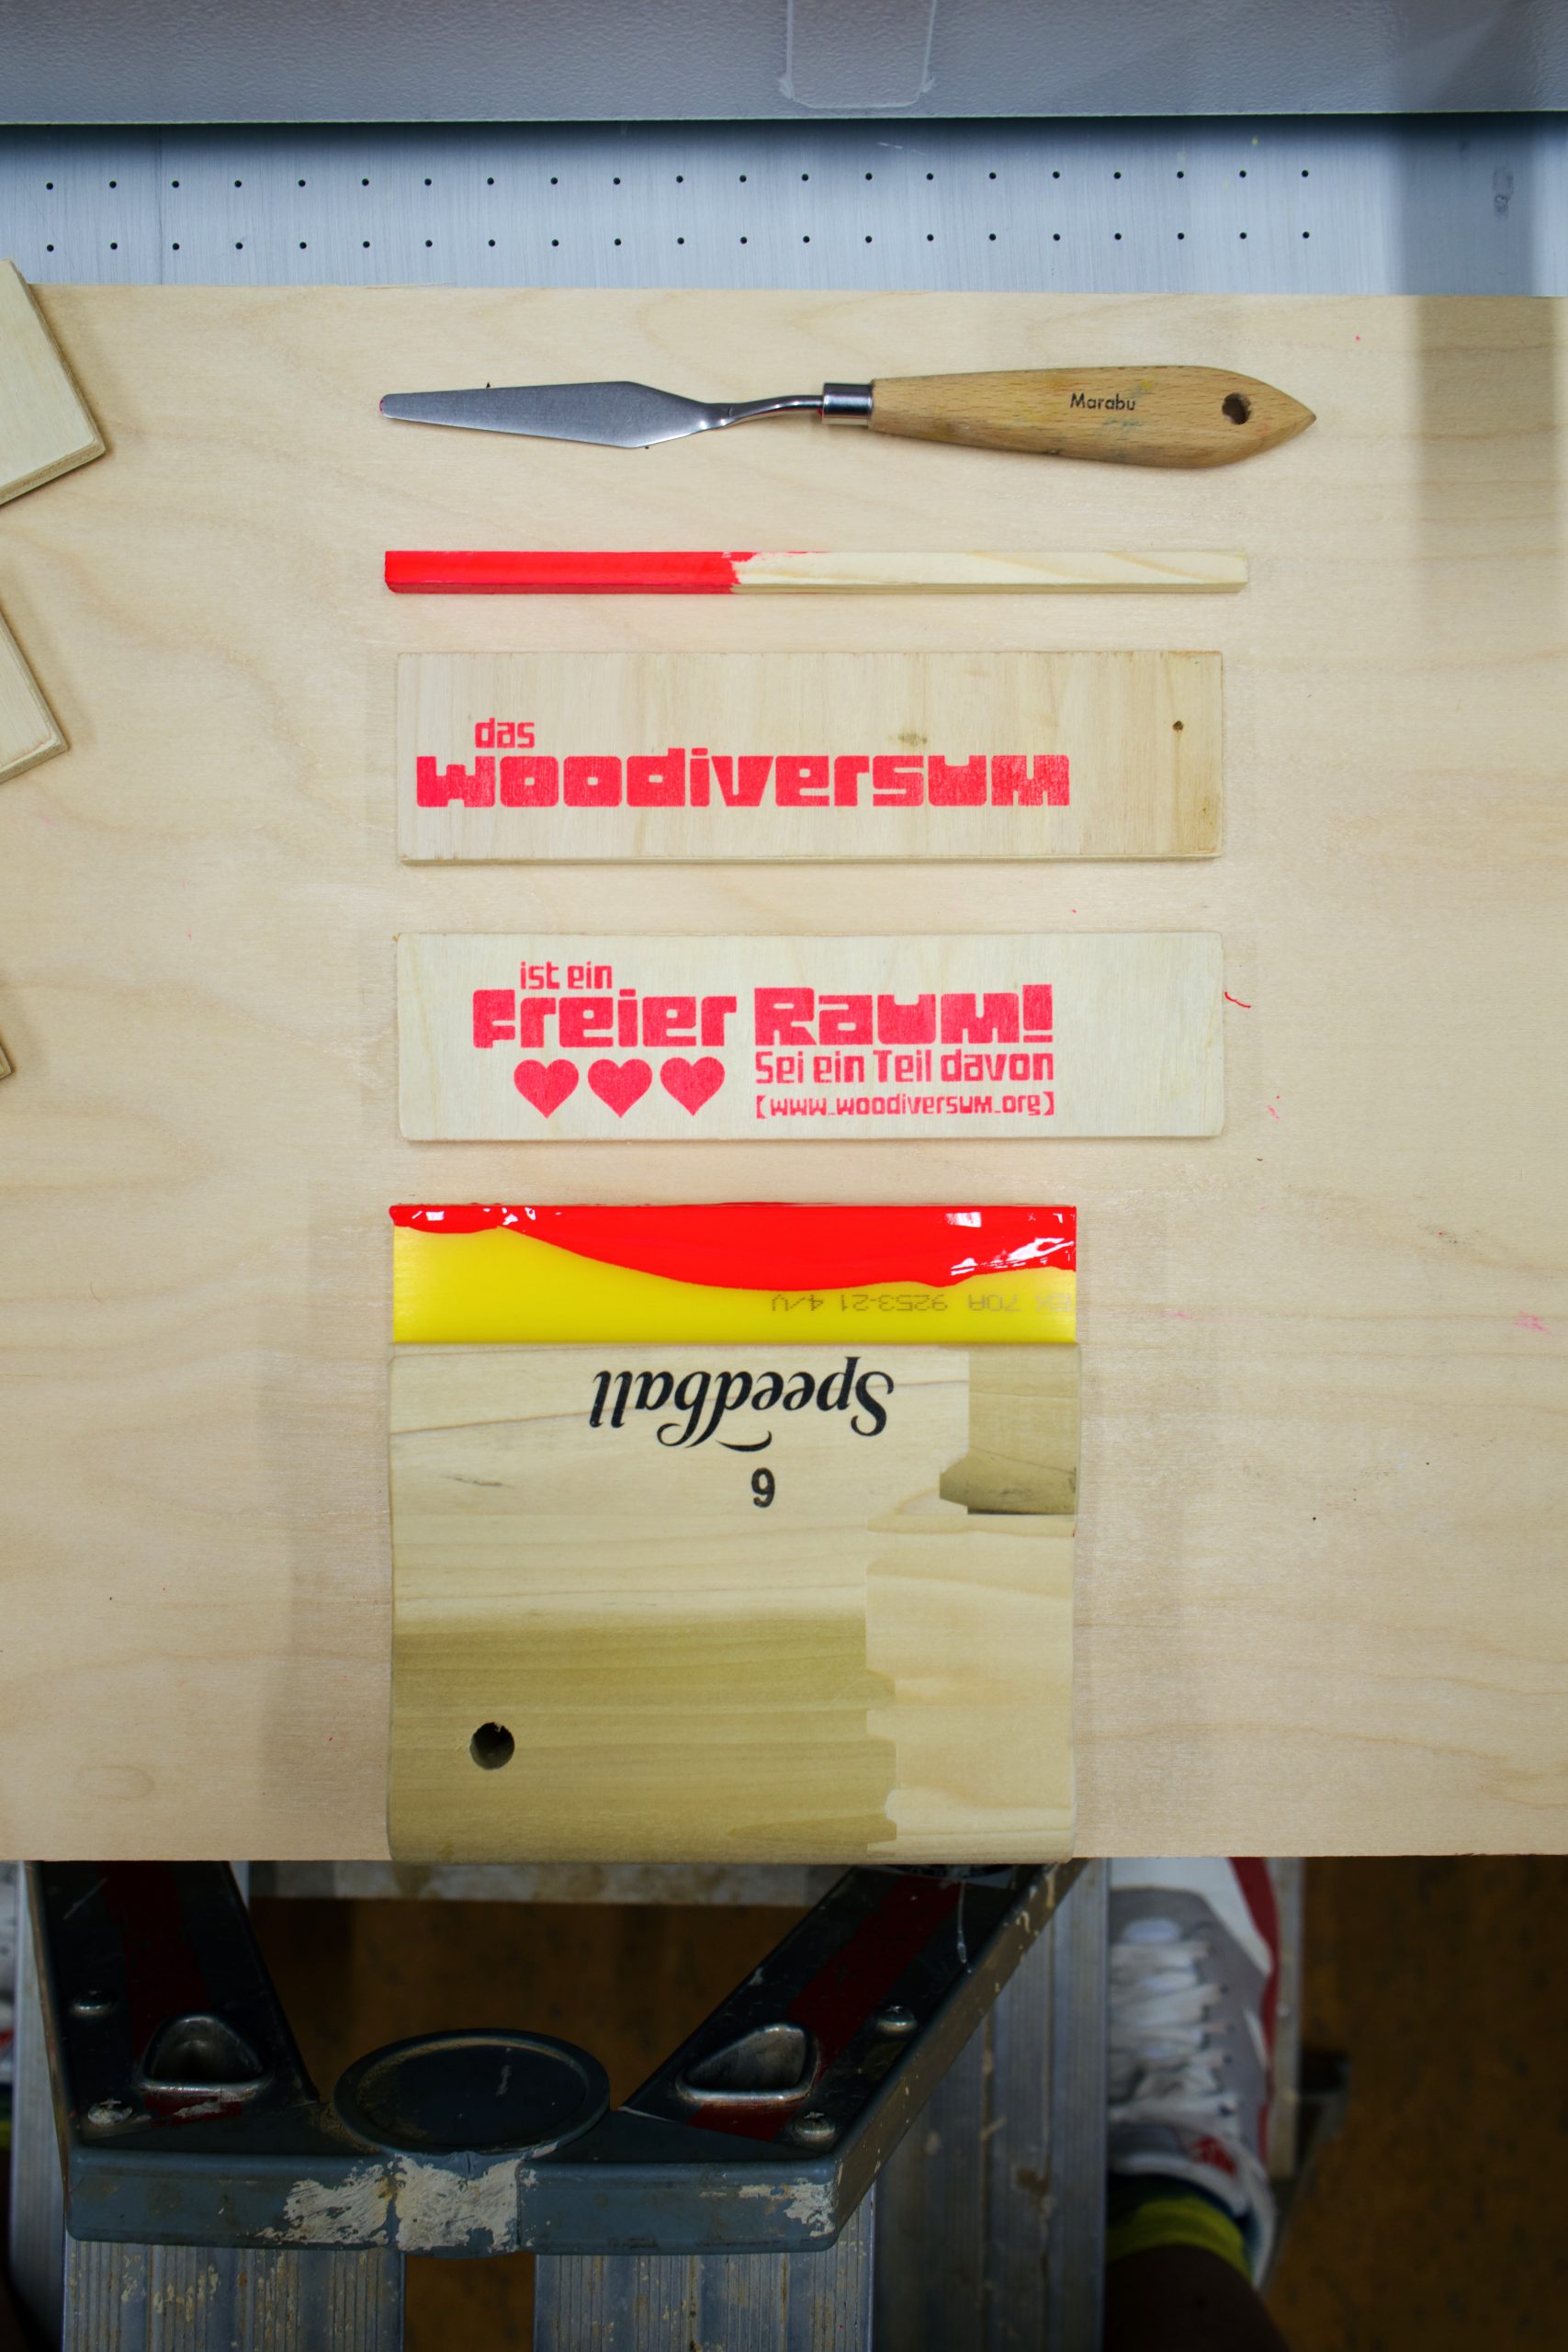 Marabu
das
woodiversum
ist ein
Freier Raum!
Sei ein Teil davon
[www.woodiversum.org]
70A 9253-21 4/V
Speedball
6